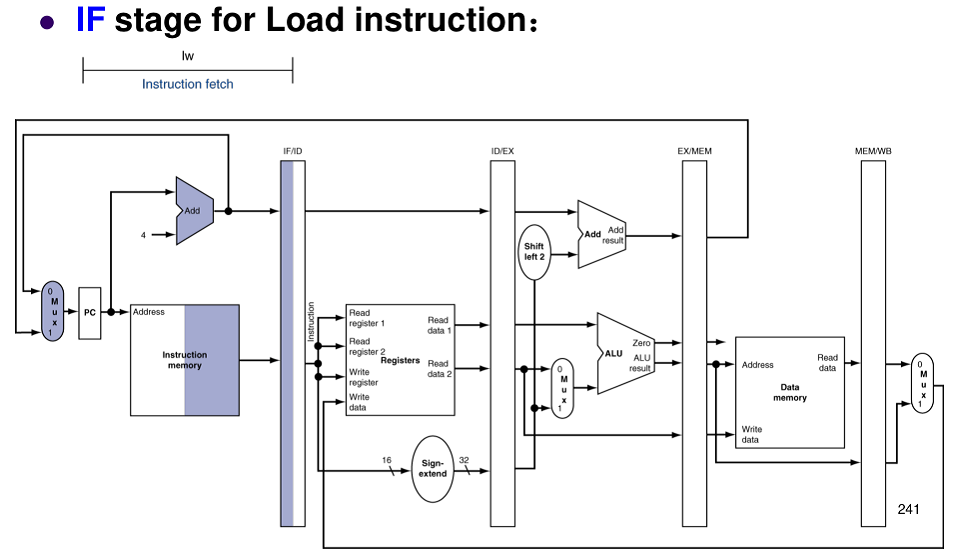 ● IF stage for Load instruction：
lw
Instruction fetch
IF/ID
ID/EX
EX/MEM
MEM/WB
Add
4
Shift
left 2
Add
Add
result
0
M
u
x
1
PC
Address
Instruction
memory
Instruction
Read
register 1
Read
register 2
Registers
Write
register
Write
data
Read
data 1
Read
data 2
0
M
u
x
1
ALU
Zero
ALU
result
Address
Read
data
Data
memory
Write
data
0
M
u
x
1
16
Sign-
extend
32
241